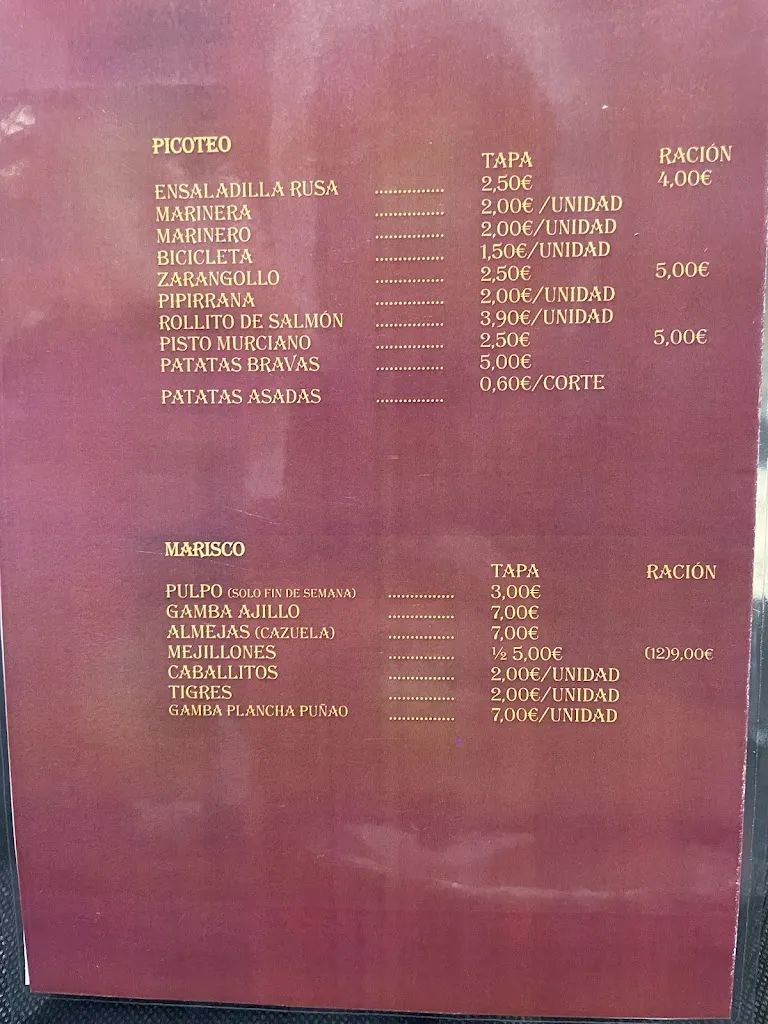 PICOTEO
TAPA RACIÓN
ENSALADILLA RUSA ............... 2,50€ 4,00€
MARINERA ............... 2,00€ /UNIDAD
MARINERO ............... 2,00€/UNIDAD
BICICLETA ............... 1,50€/UNIDAD
ZARANGOLLO ............... 2,50€ 5,00€
PIPIRRANA ............... 2,00€/UNIDAD
ROLLITO DE SALMÓN ............... 3,90€/UNIDAD
PISTO MURCIANO ............... 2,50€ 5,00€
PATATAS BRAVAS ............... 5,00€
PATATAS ASADAS ............... 0,60€/CORTE
MARISCO
TAPA RACIÓN
PULPO (SOLO FIN DE SEMANA) ............... 3,00€
GAMBA AJILLO ............... 7,00€
ALMEJAS (CAZUELA) ............... 7,00€
MEJILLONES ............... ½ 5,00€ (12)9,00€
CABALLITOS ............... 2,00€/UNIDAD
TIGRES ............... 2,00€/UNIDAD
GAMBA PLANCHA PUÑAO ............... 7,00€/UNIDAD